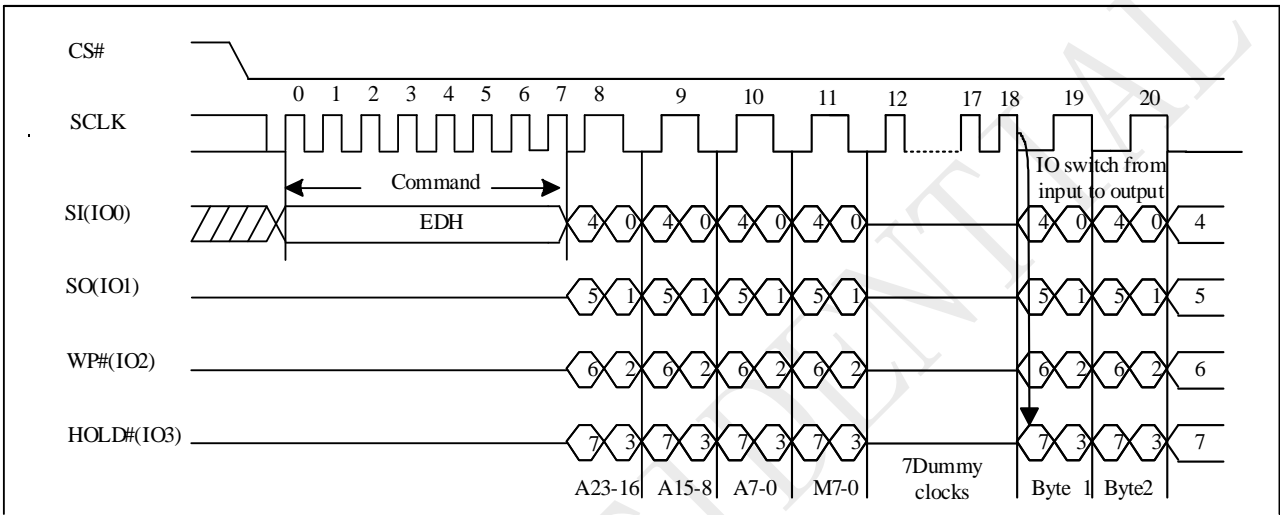 CS#
0 1 2 3 4 5 6 7 8 9 10 11 12 17 18 19 20
SCLK
IO switch from
input to output
Command
SI(IO0)
EDH
4 0 4 0 4 0 4 0 4 0 4 0 4
SO(IO1)
5 1 5 1 5 1 5 1 5 1 5 1 5
WP#(IO2)
6 2 6 2 6 2 6 2 6 2 6 2 6
HOLD#(IO3)
7 3 7 3 7 3 7 3 7 3 7 3 7
A23-16 A15-8 A7-0 M7-0
7Dummy
clocks
Byte 1 Byte2
DENTIAL